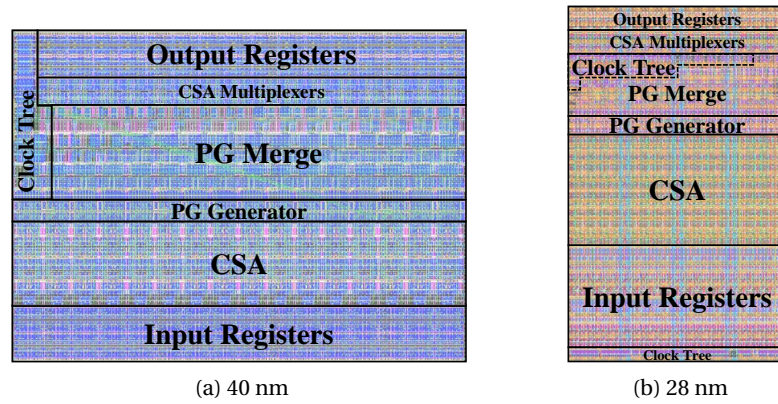 Output Registers
CSA Multiplexers
Clock Tree
PG Merge
PG Generator
CSA
Input Registers
(a) 40 nm
Output Registers
CSA Multiplexers
Clock Tree
PG Merge
PG Generator
CSA
Input Registers
Clock Tree
(b) 28 nm